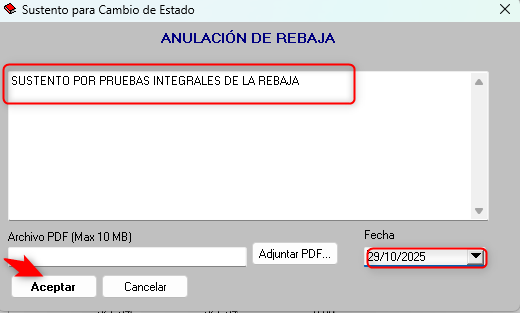 Sustento para Cambio de Estado
ANULACIÓN DE REBAJA
SUSTENTO POR PRUEBAS INTEGRALES DE LA REBAJA
Archivo PDF (Max 10 MB)
Adjuntar PDF...
Fecha
29/10/2025
Aceptar
Cancelar